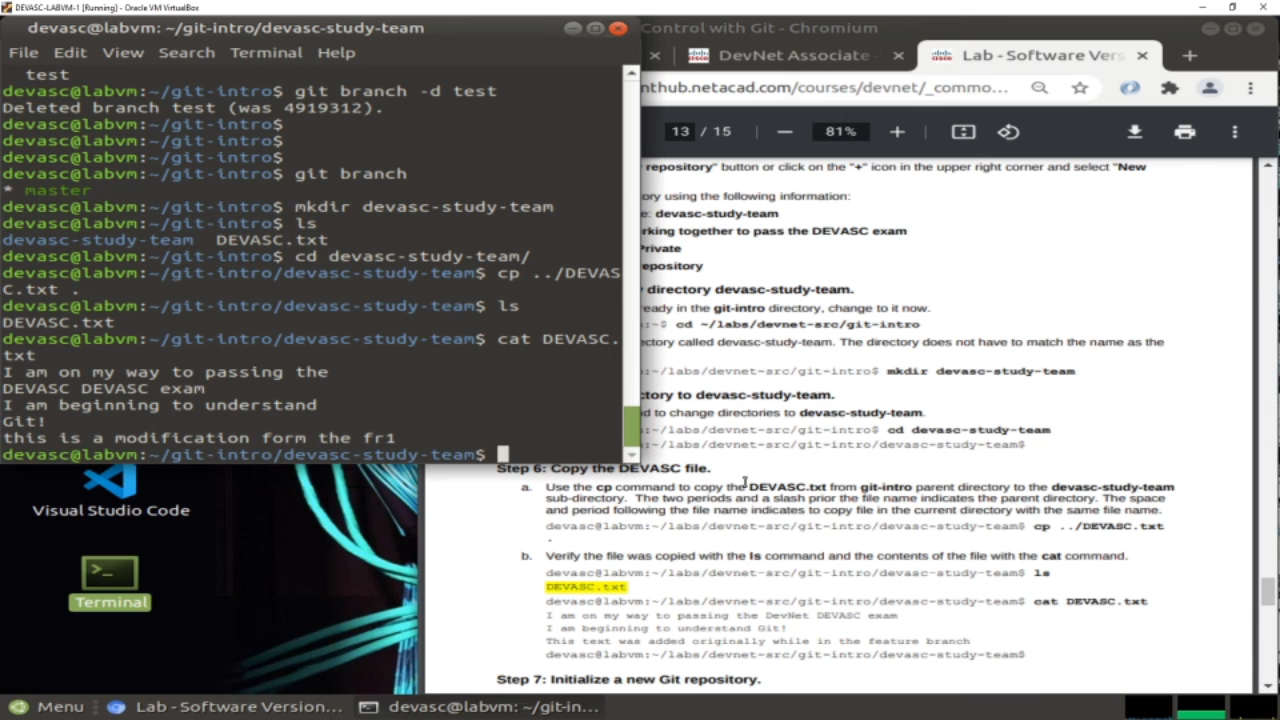 DEVASC-LABVM-1 [Running] - Oracle VM VirtualBox
devasc@labvm: ~/git-intro/devasc-study-team
File Edit View Search Terminal Help
test
devasc@labvm:~/git-intro$ git branch -d test
Deleted branch test (was 4919312).
devasc@labvm:~/git-intro$
devasc@labvm:~/git-intro$
devasc@labvm:~/git-intro$
devasc@labvm:~/git-intro$ git branch
* master
devasc@labvm:~/git-intro$ mkdir devasc-study-team
devasc@labvm:~/git-intro$ ls
devasc-study-team DEVASC.txt
devasc@labvm:~/git-intro$ cd devasc-study-team/
devasc@labvm:~/git-intro/devasc-study-team$ cp ../DEVAS
C.txt .
devasc@labvm:~/git-intro/devasc-study-team$ ls
DEVASC.txt
devasc@labvm:~/git-intro/devasc-study-team$ cat DEVASC.
txt
I am on my way to passing the
DEVASC DEVASC exam
I am beginning to understand
Git!
this is a modification form the fr1
devasc@labvm:~/git-intro/devasc-study-team$
Control with Git - Chromium
DevNet Associate
Lab - Software Vers
nthub.netacad.com/courses/devnet/_commo...
13 / 15
81%
repository" button or click on the "+" icon in the upper right corner and select "New
ory using the following information:
e: devasc-study-team
rking together to pass the DEVASC exam
Private
repository
directory devasc-study-team.
ready in the git-intro directory, change to it now.
:~$ cd ~/labs/devnet-src/git-intro
ectory called devasc-study-team. The directory does not have to match the name as the
:~/labs/devnet-src/git-intro$ mkdir devasc-study-team
ctory to devasc-study-team.
nd to change directories to devasc-study-team.
:~/labs/devnet-src/git-intro$ cd devasc-study-team
:~/labs/devnet-src/git-intro/devasc-study-team$
Step 6: Copy the DEVASC file.
a. Use the cp command to copy the DEVASC.txt from git-intro parent directory to the devasc-study-team
sub-directory. The two periods and a slash prior the file name indicates the parent directory. The space
and period following the file name indicates to copy file in the current directory with the same file name.
devasc@labvm:~/labs/devnet-src/git-intro/devasc-study-team$ cp ../DEVASC.txt
.
b. Verify the file was copied with the ls command and the contents of the file with the cat command.
devasc@labvm:~/labs/devnet-src/git-intro/devasc-study-team$ ls
DEVASC.txt
devasc@labvm:~/labs/devnet-src/git-intro/devasc-study-team$ cat DEVASC.txt
I am on my way to passing the DevNet DEVASC exam
I am beginning to understand Git!
This text was added originally while in the feature branch
devasc@labvm:~/labs/devnet-src/git-intro/devasc-study-team$
Step 7: Initialize a new Git repository.
Visual Studio Code
Terminal
Menu
Lab - Software Version...
devasc@labvm: ~/git-in...